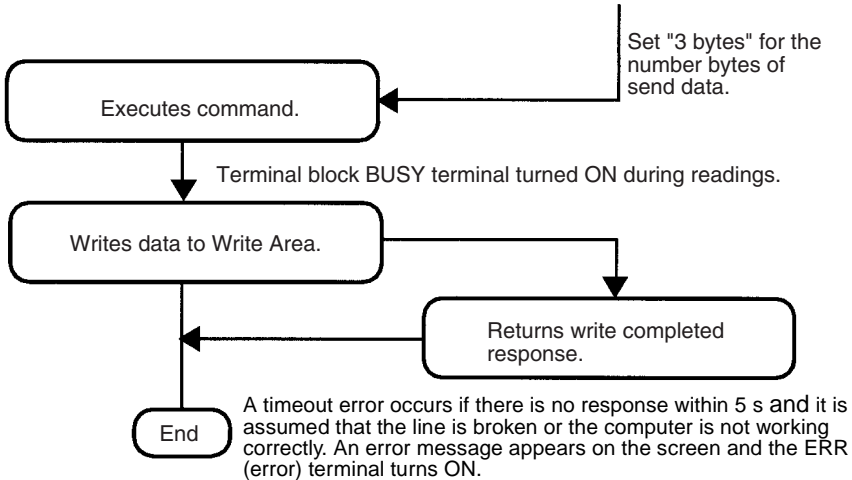 Set "3 bytes" for the
number bytes of
send data.
Executes command.
Terminal block BUSY terminal turned ON during readings.
Writes data to Write Area.
Returns write completed
response.
End
A timeout error occurs if there is no response within 5 s and it is
assumed that the line is broken or the computer is not working
correctly. An error message appears on the screen and the ERR
(error) terminal turns ON.